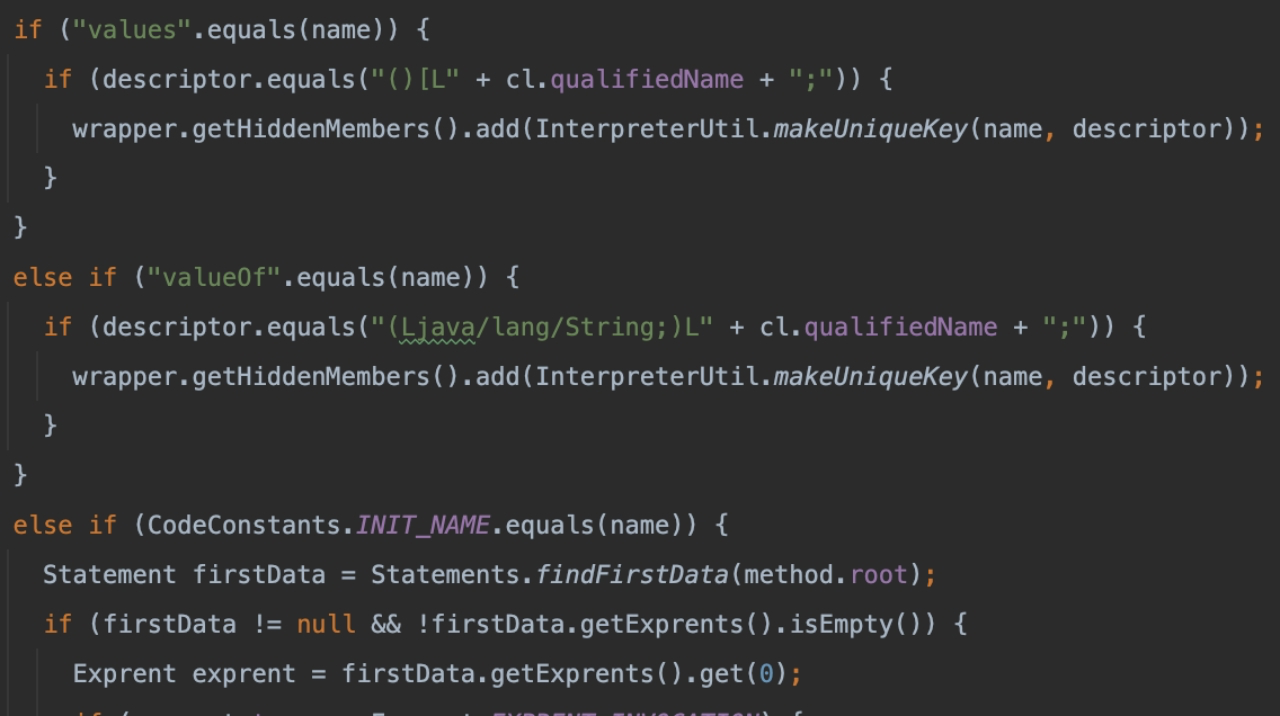 if ("values".equals(name)) {
if (descriptor.equals("()[L" + cl.qualifiedName + ";")) {
wrapper.getHiddenMembers().add(InterpreterUtil.makeUniqueKey(name, descriptor));
}
}
else if ("valueOf".equals(name)) {
if (descriptor.equals("(Ljava/lang/String;)L" + cl.qualifiedName + ";")) {
wrapper.getHiddenMembers().add(InterpreterUtil.makeUniqueKey(name, descriptor));
}
}
else if (CodeConstants.INIT_NAME.equals(name)) {
Statement firstData = Statements.findFirstData(method.root);
if (firstData != null && !firstData.getExprents().isEmpty()) {
Exprent exprent = firstData.getExprents().get(0);